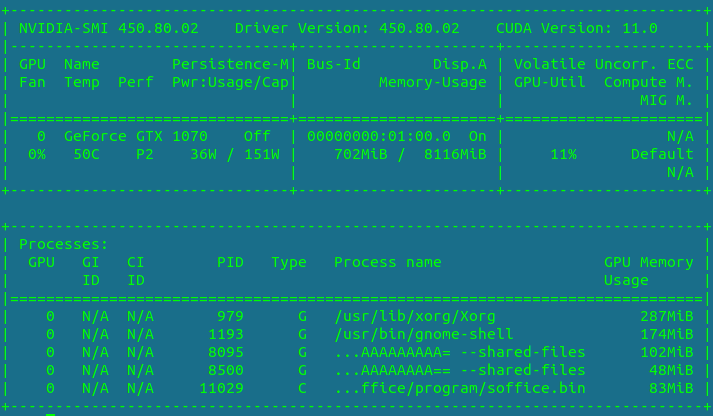 NVIDIA-SMI 450.80.02 Driver Version: 450.80.02 CUDA Version: 11.0
GPU Name Persistence-M| Bus-Id Disp.A | Volatile Uncorr. ECC
Fan Temp Perf Pwr:Usage/Cap| Memory-Usage | GPU-Util Compute M.
MIG M.
0 GeForce GTX 1070 Off | 00000000:01:00.0 On | N/A
0% 50C P2 36W / 151W | 702MiB / 8116MiB | 11% Default
N/A
Processes:
GPU GI CI PID Type Process name GPU Memory
ID ID Usage
0 N/A N/A 979 G /usr/lib/xorg/Xorg 287MiB
0 N/A N/A 1193 G /usr/bin/gnome-shell 174MiB
0 N/A N/A 8095 G ...AAAAAAAAA= --shared-files 102MiB
0 N/A N/A 8500 G ...AAAAAAAA== --shared-files 48MiB
0 N/A N/A 11029 C ...ffice/program/soffice.bin 83MiB